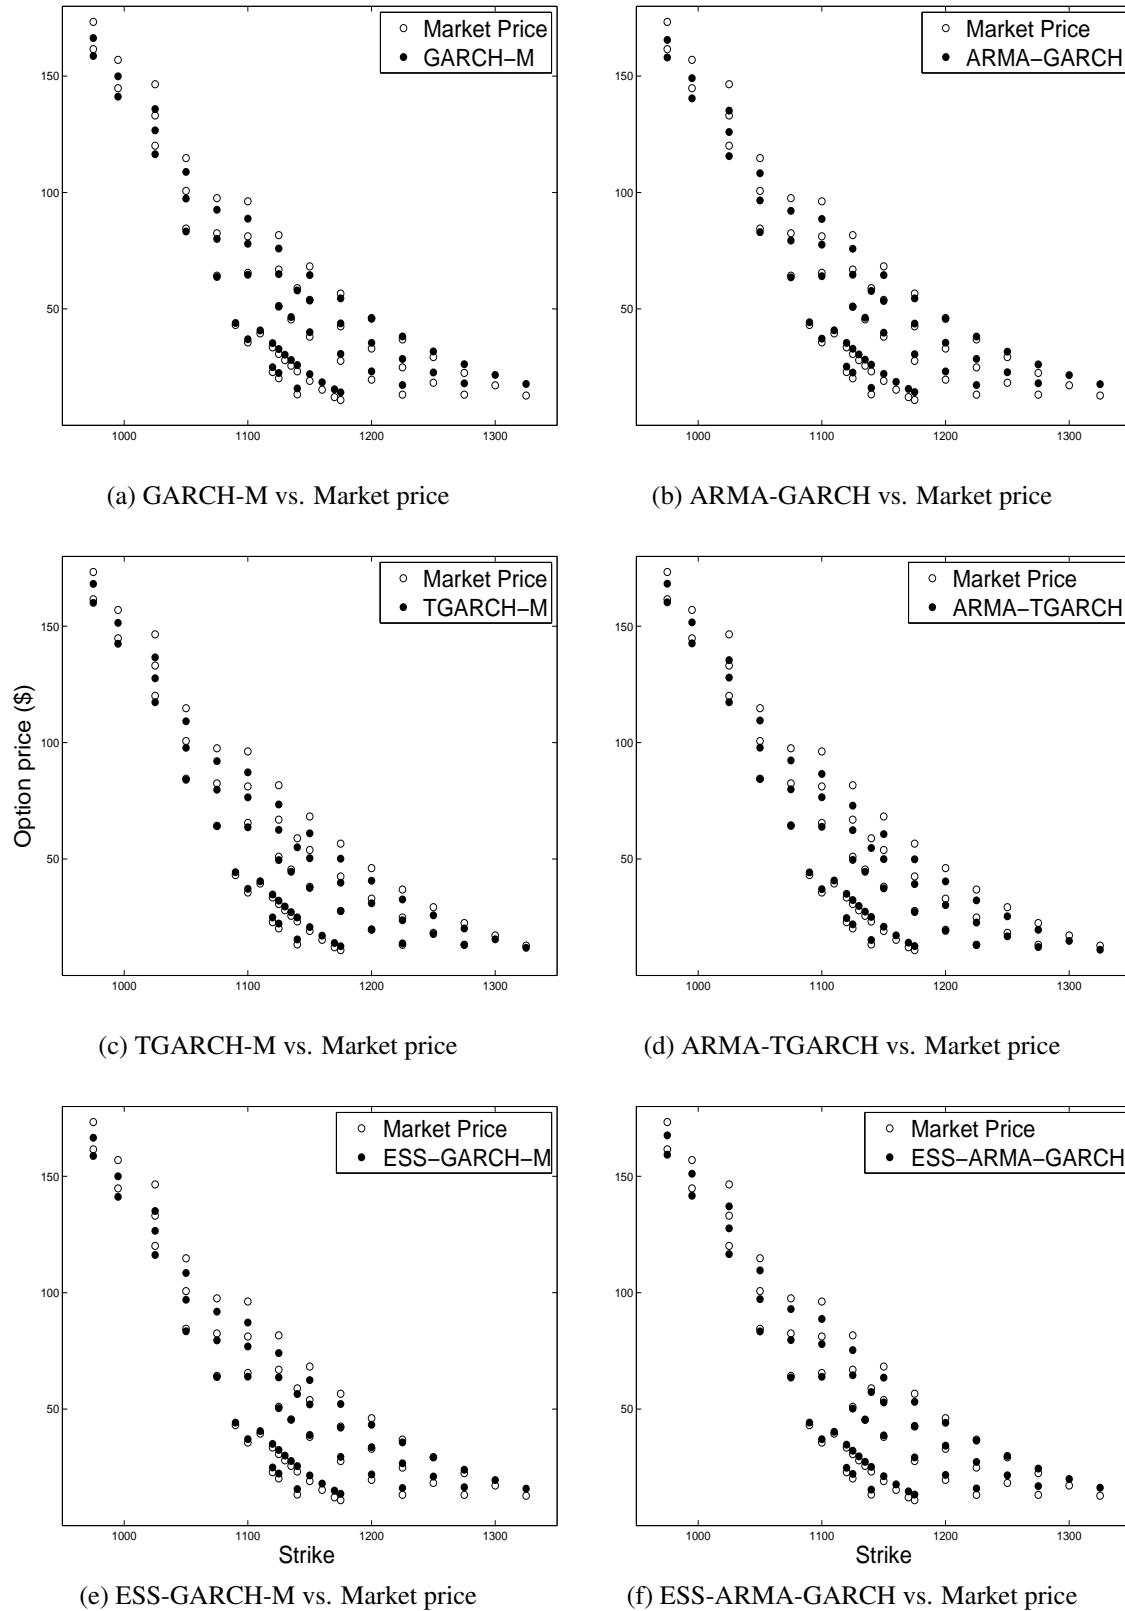 Market Price
GARCH−M
150
100
50
1000 1100 1200 1300
(a) GARCH-M vs. Market price
Market Price
ARMA−GARCH
150
100
50
1000 1100 1200 1300
(b) ARMA-GARCH vs. Market price
Market Price
TGARCH−M
150
100
50
1000 1100 1200 1300
Option price ($)
(c) TGARCH-M vs. Market price
Market Price
ARMA−TGARCH
150
100
50
1000 1100 1200 1300
(d) ARMA-TGARCH vs. Market price
Market Price
ESS−GARCH−M
150
100
50
1000 1100 1200 1300
Strike
(e) ESS-GARCH-M vs. Market price
Market Price
ESS−ARMA−GARCH
150
100
50
1000 1100 1200 1300
Strike
(f) ESS-ARMA-GARCH vs. Market price